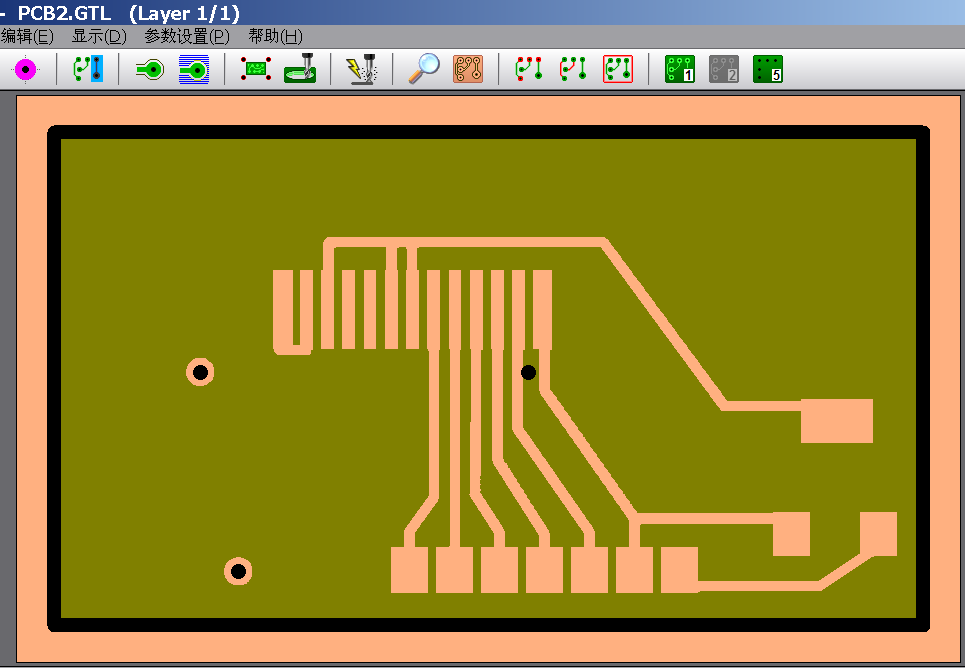 - PCB2.GTL (Layer 1/1)
编辑(E) 显示(D) 参数设置(P) 帮助(H)
1 2 5